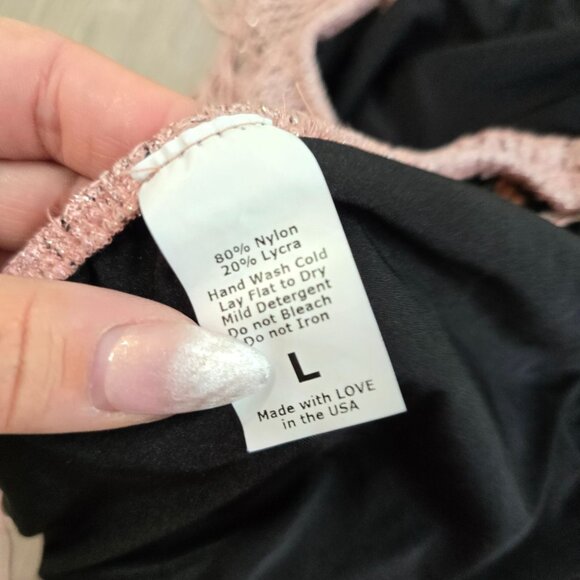 80% Nylon
20% Lycra
Hand Wash Cold
Lay Flat to Dry
Mild Detergent
Do not Bleach
Do not Iron
L
Made with LOVE
in the USA